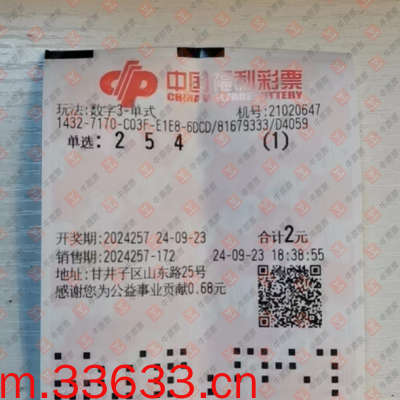 中国福利彩票
CHINA WELFARE LOTTERY
玩法:数字3-单式 机号:21020647
1432-7170-C03F-E1E8-6DCD/81679333/D4059
单选: 2 5 4 (1)
开奖期:2024257 24-09-23 合计2元
销售期:2024257-172 24-09-23 18:38:55
地址:甘井子区山东路25号
感谢您为公益事业贡献0.68元
m.33633.cn